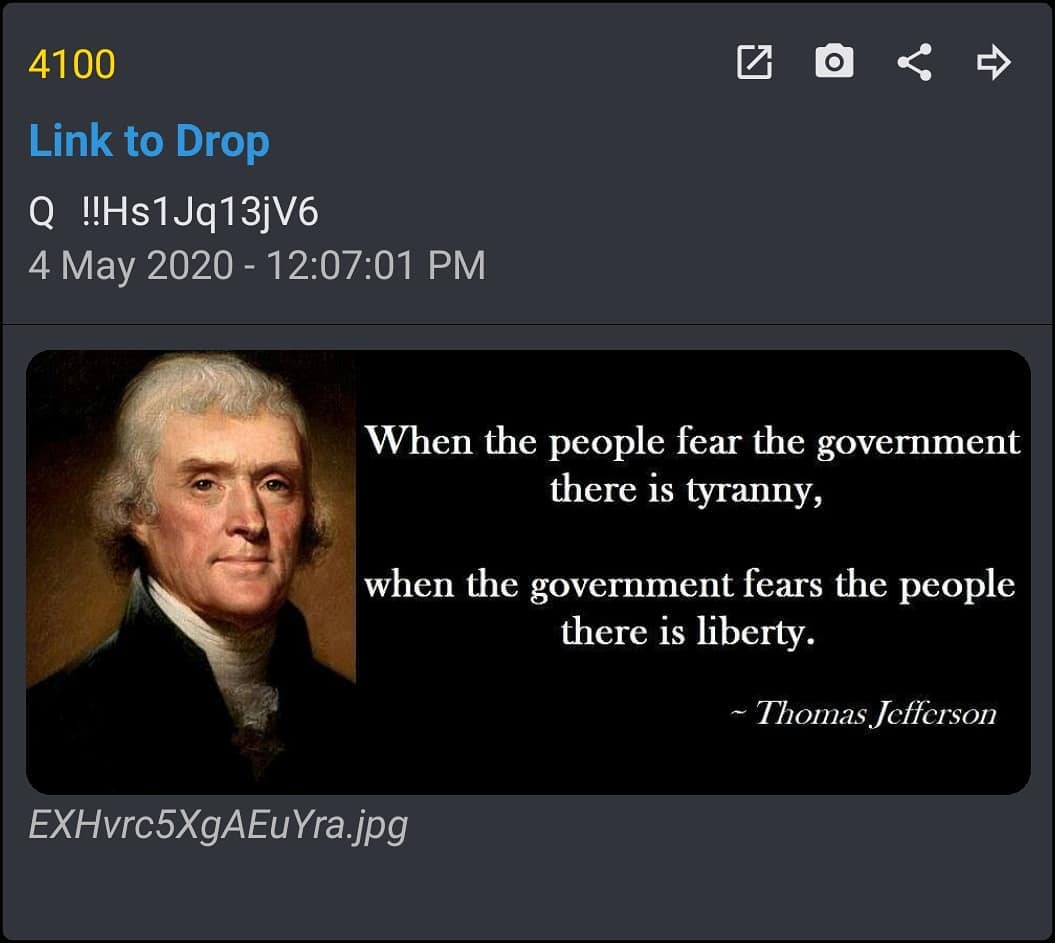 4100
Link to Drop
Q !!Hs1Jq13jV6
4 May 2020 - 12:07:01 PM
When the people fear the government
there is tyranny,
when the government fears the people
there is liberty.
~ Thomas Jefferson
EXHvrc5XgAEuYra.jpg